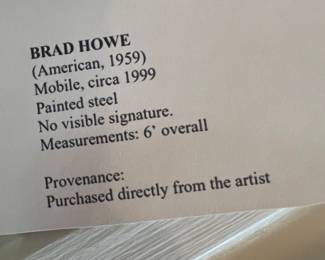 BRAD HOWE
(American, 1959)
Mobile, circa 1999
Painted steel
No visible signature.
Measurements: 6' overall
Provenance:
Purchased directly from the artist